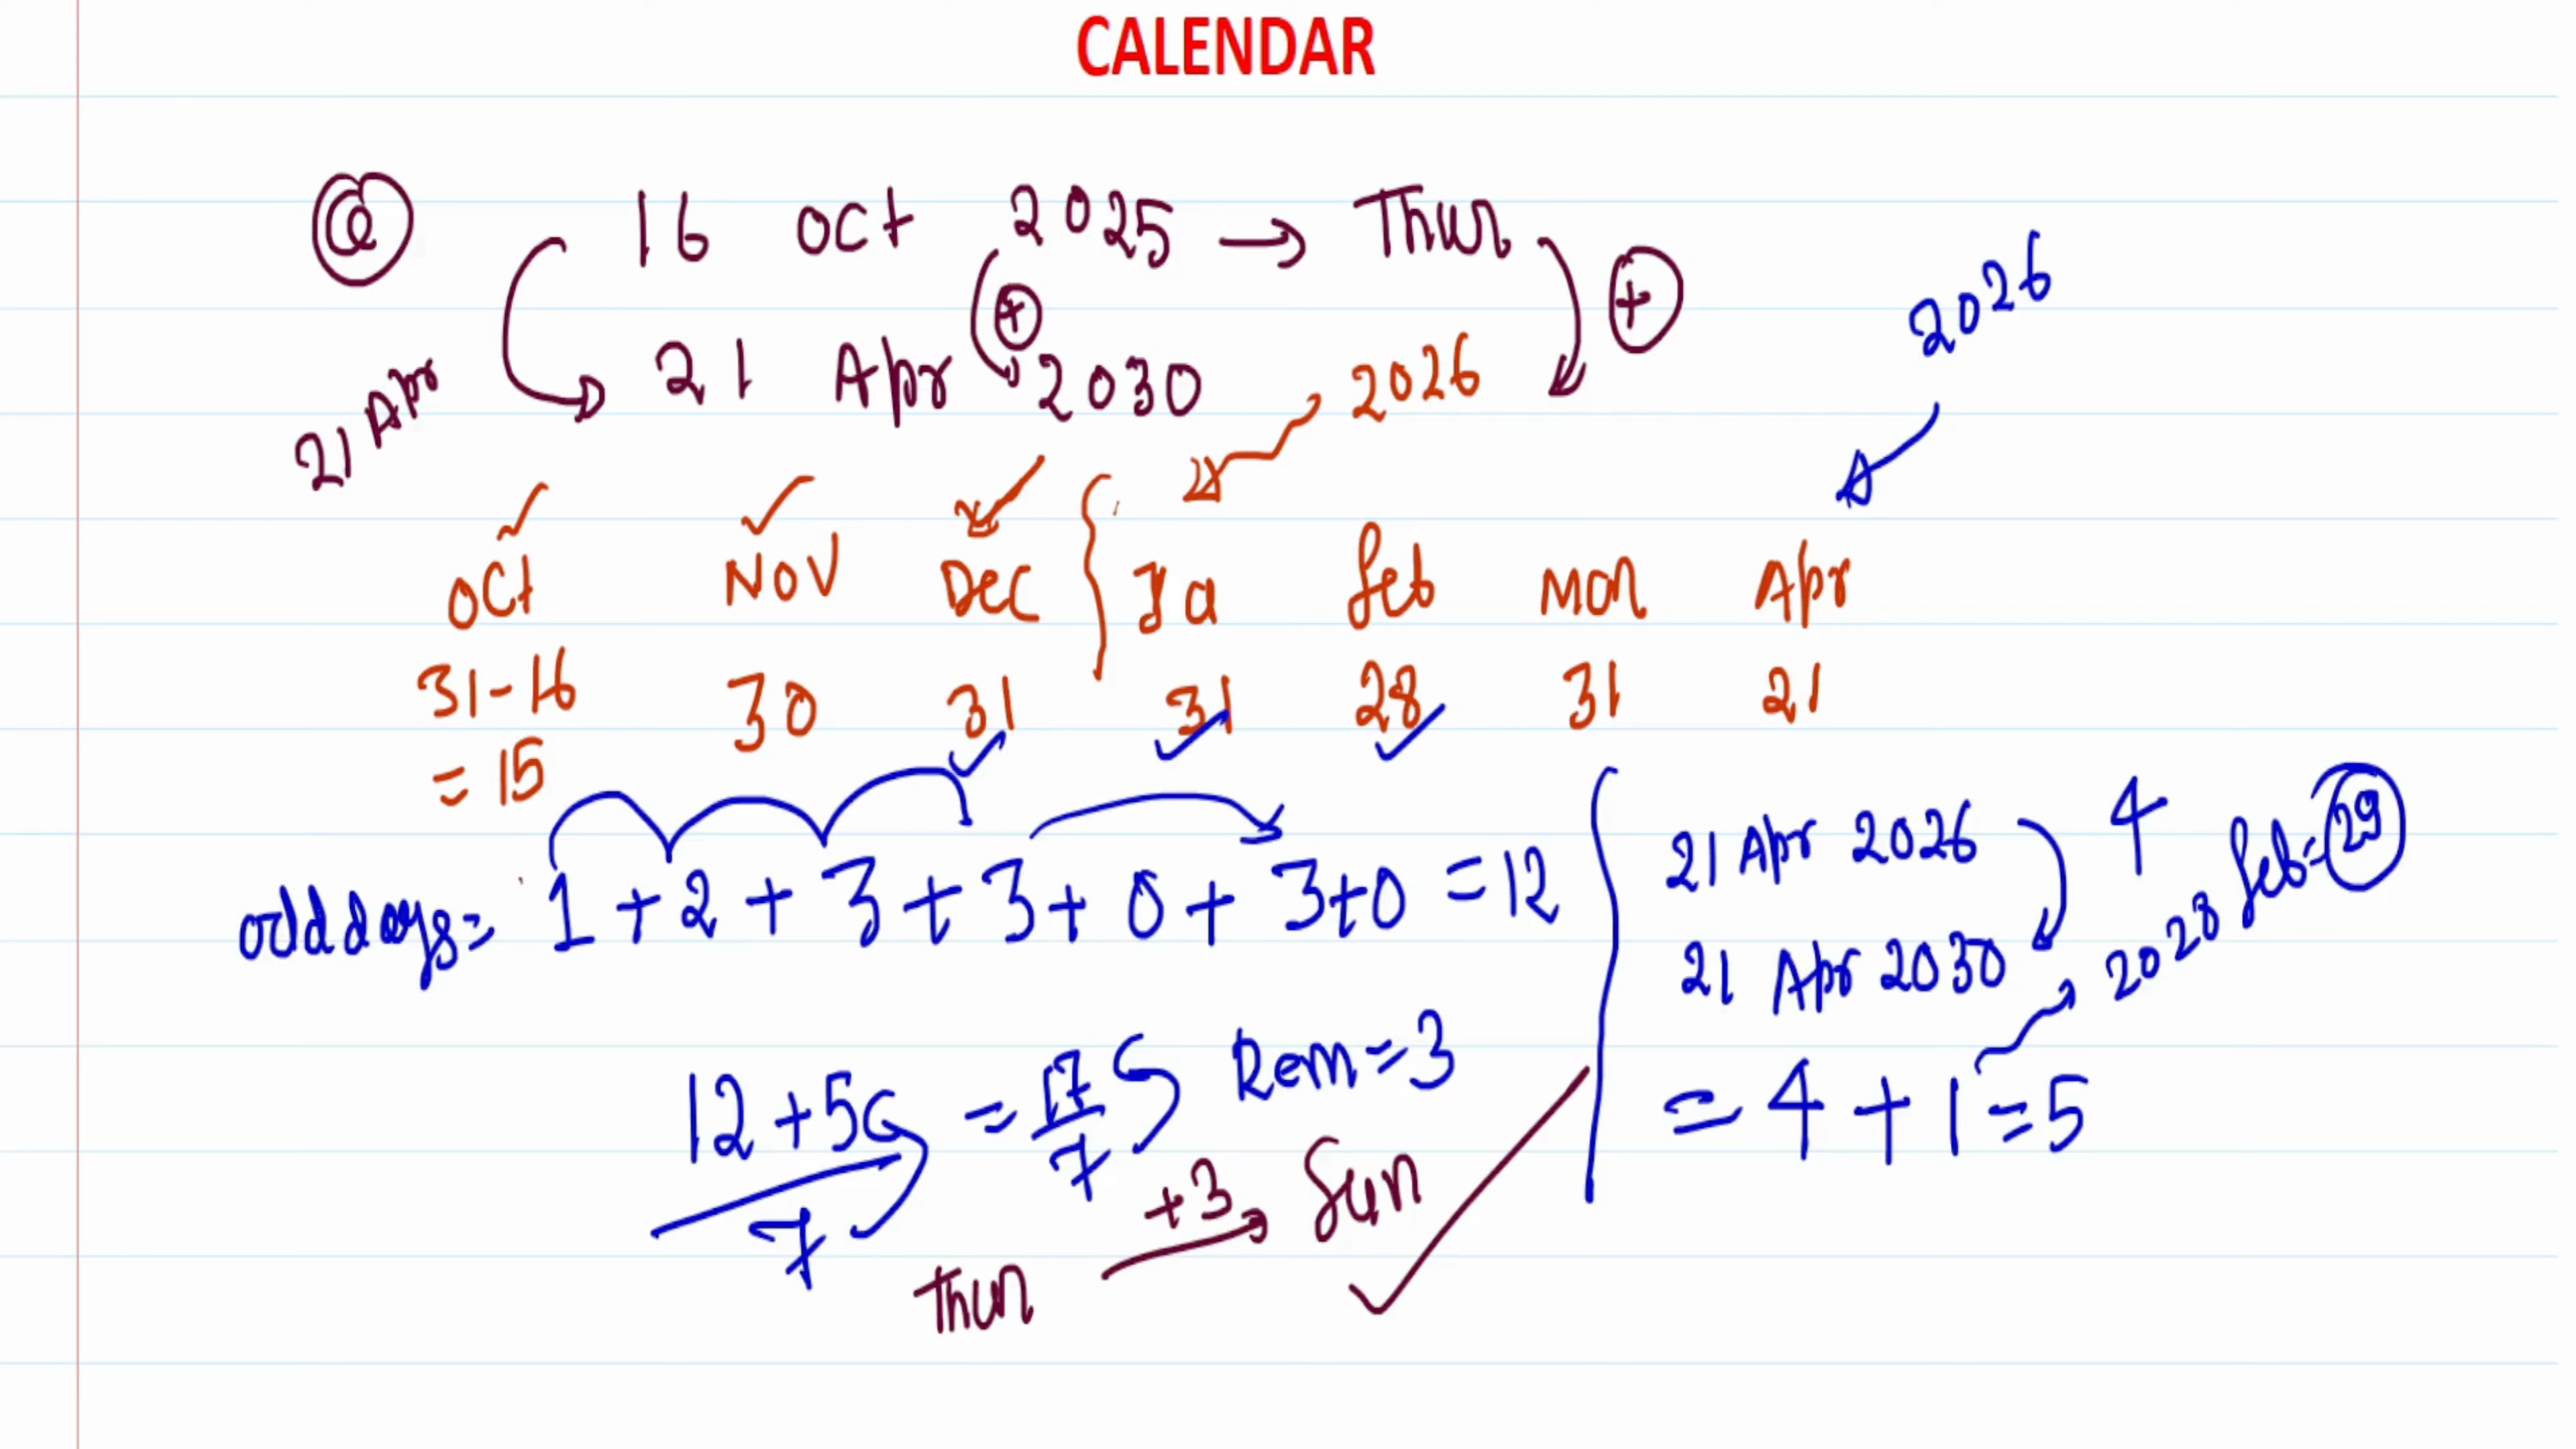 CALENDAR
Q 16 Oct 2025 → Thur +
2026
+
21 Apr 21 Apr 2030 2026
Oct Nov Dec Ja Feb Mar Apr
31-16 30 31 31 28 31 21
= 15
odd days = 1 + 2 + 3 + 3 + 0 + 3 + 0 = 12
12 + 5 = 17 Rem = 3
7 7
Thur +3 Sun
21 Apr 2026 4
21 Apr 2030 2028 Feb = 29
= 4 + 1 = 5